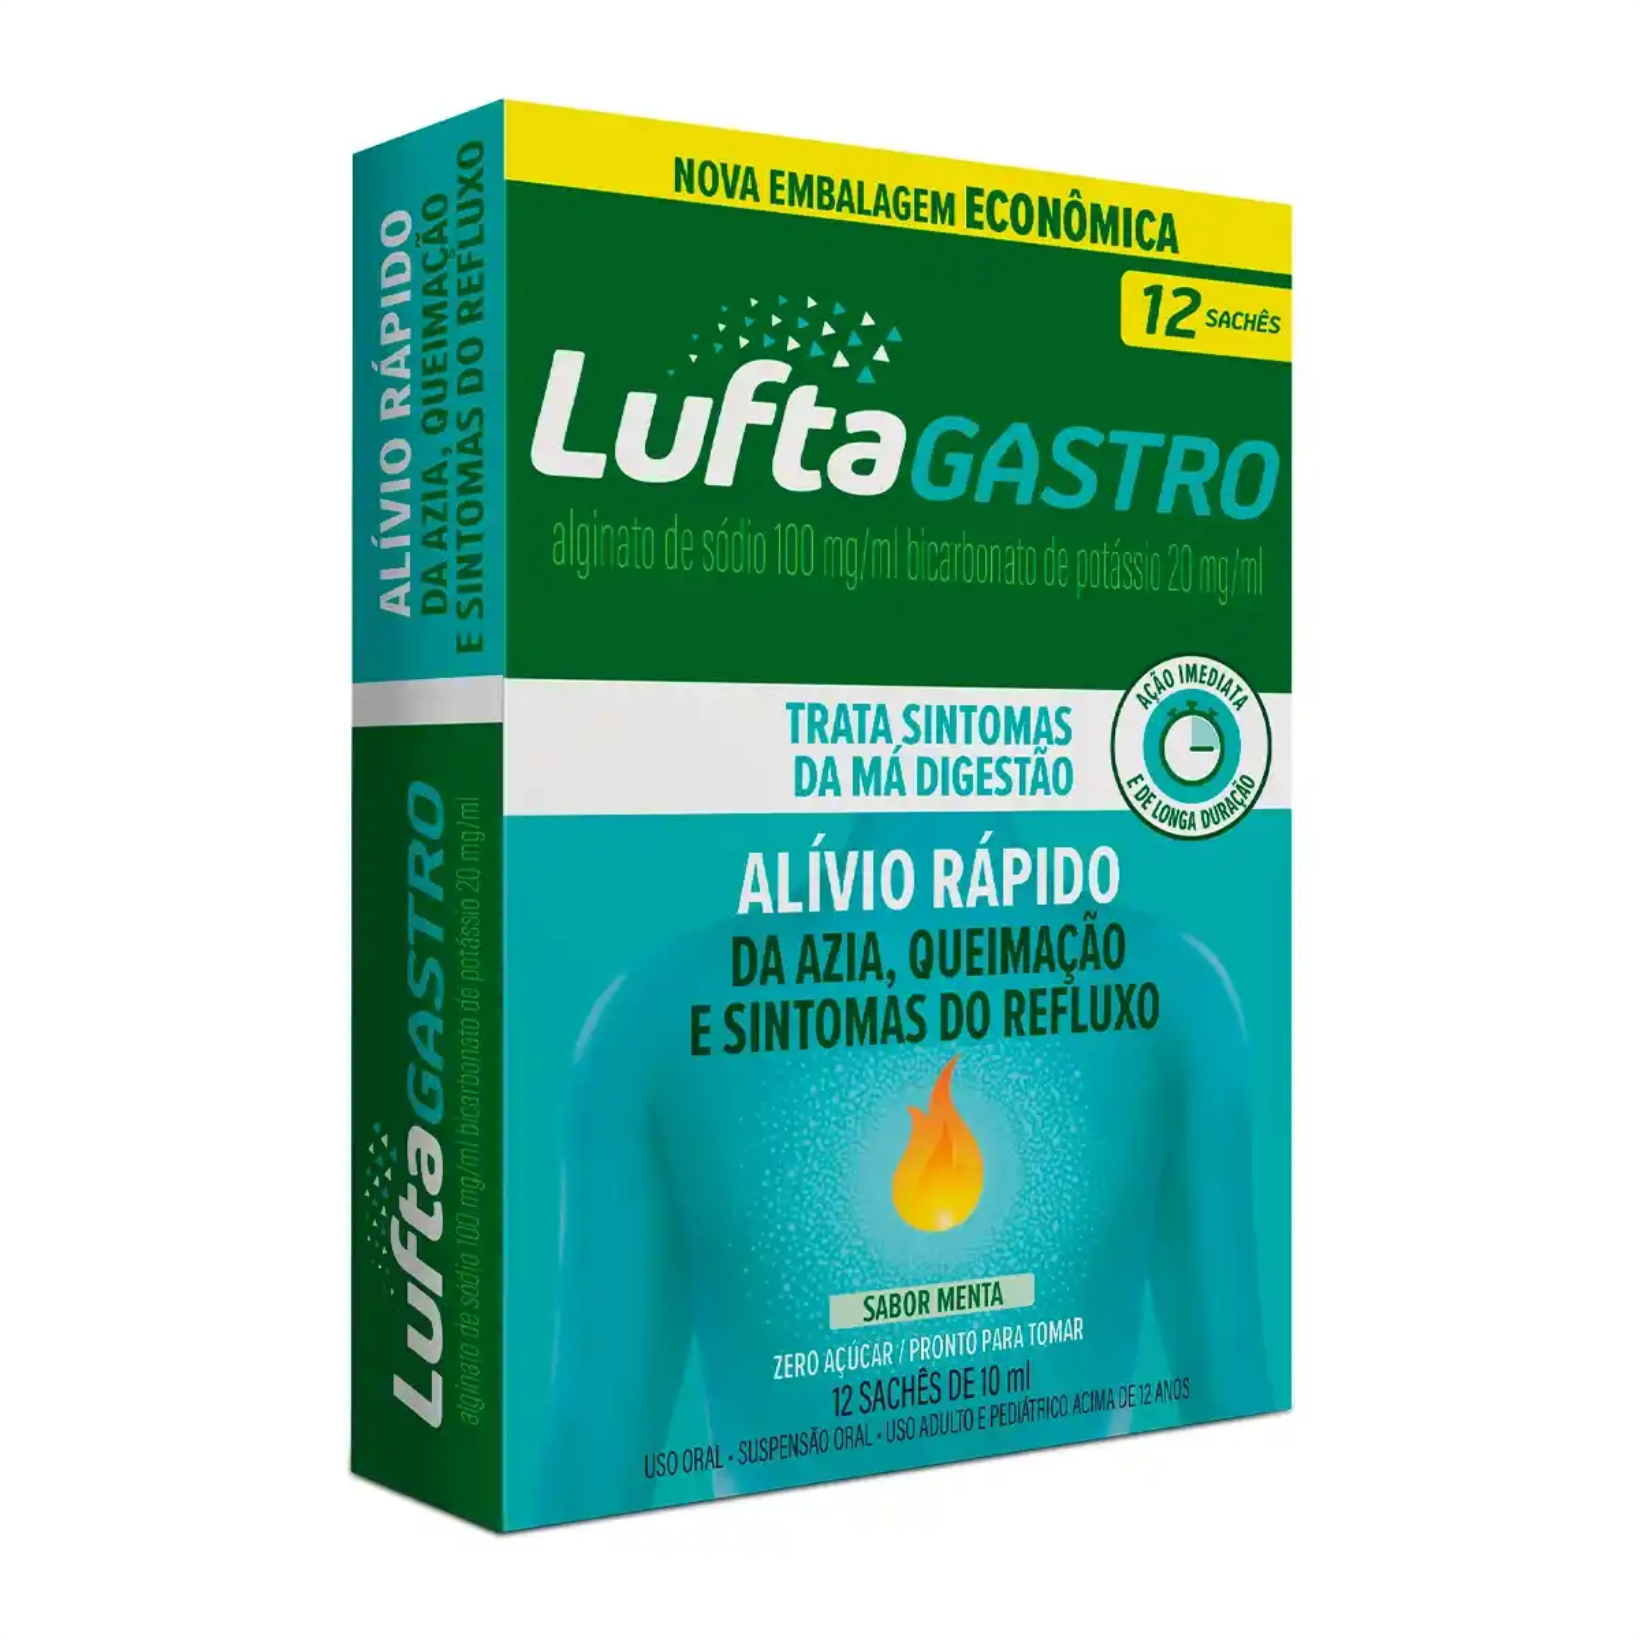 NOVA EMBALAGEM ECONÔMICA
12 SACHÊS
LuftaGASTRO
alginato de sódio 100 mg/ml bicarbonato de potássio 20 mg/ml
TRATA SINTOMAS
DA MÁ DIGESTÃO
AÇÃO IMEDIATA
E DE LONGA DURAÇÃO
ALÍVIO RÁPIDO
DA AZIA, QUEIMAÇÃO
E SINTOMAS DO REFLUXO
SABOR MENTA
ZERO AÇÚCAR / PRONTO PARA TOMAR
12 SACHÊS DE 10 ml
USO ORAL - SUSPENSÃO ORAL - USO ADULTO E PEDIÁTRICO ACIMA DE 12 ANOS
ALÍVIO RÁPIDO
DA AZIA, QUEIMAÇÃO
E SINTOMAS DO REFLUXO
LuftaGASTRO
alginato de sódio 100 mg/ml bicarbonato de potássio 20 mg/ml